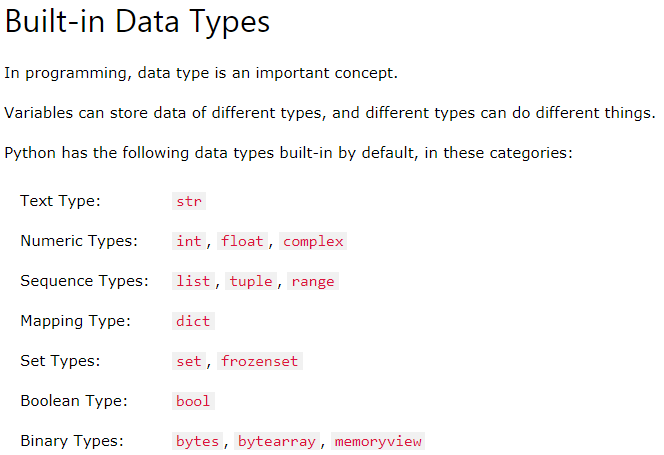 Built-in Data Types
In programming, data type is an important concept.
Variables can store data of different types, and different types can do different things.
Python has the following data types built-in by default, in these categories:
Text Type: str
Numeric Types: int, float, complex
Sequence Types: list, tuple, range
Mapping Type: dict
Set Types: set, frozenset
Boolean Type: bool
Binary Types: bytes, bytearray, memoryview